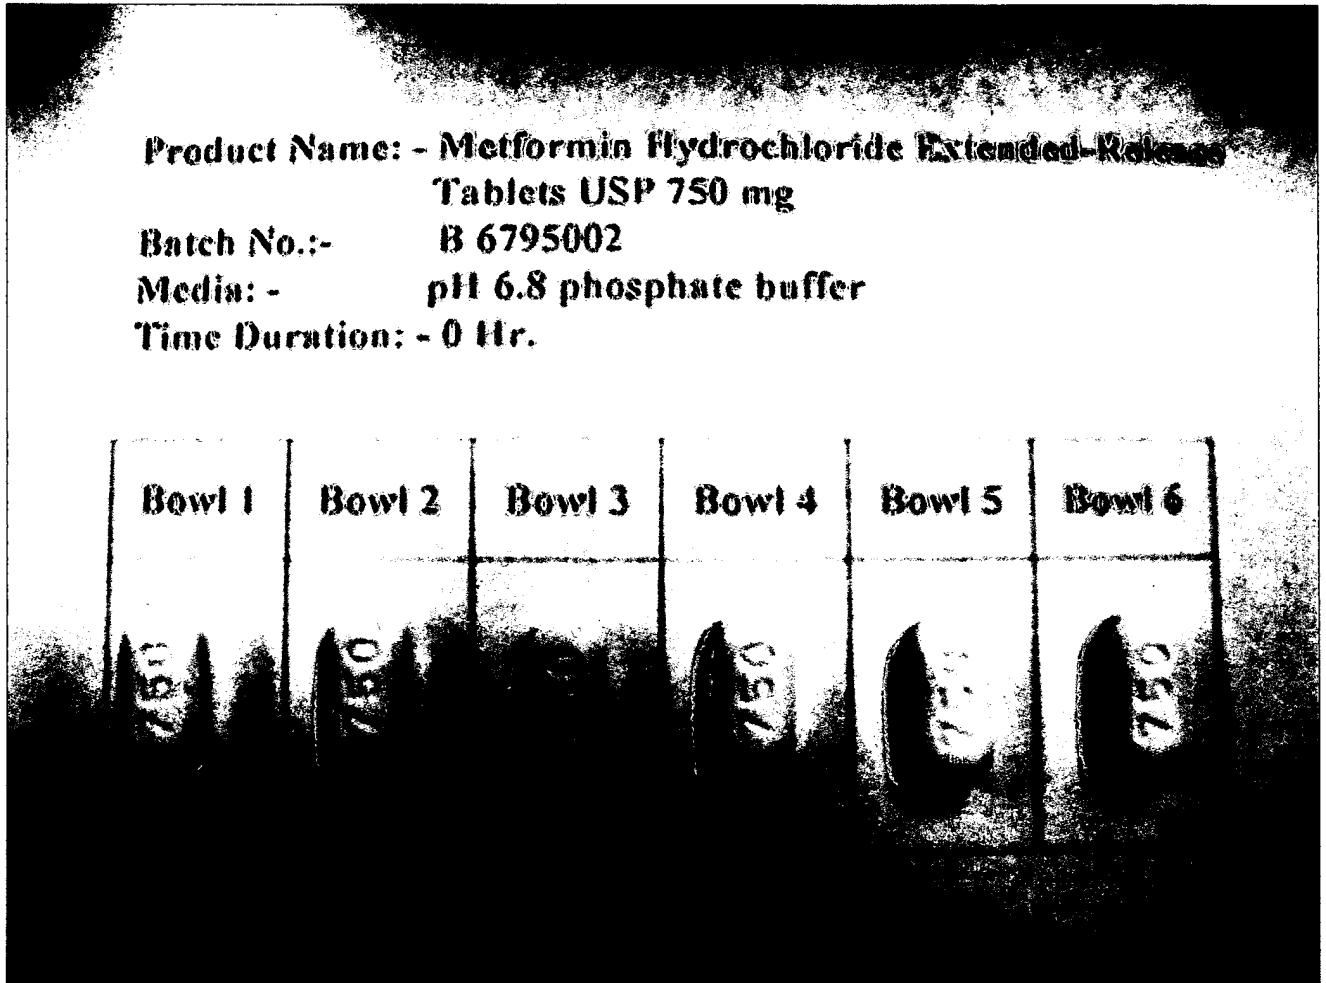 Product Name: - Metformin Hydrochloride Extended-Release
Tablets USP 750 mg
Batch No.:- B 6795002
Media: - pH 6.8 phosphate buffer
Time Duration: - 0 Hr.
Bowl 1 Bowl 2 Bowl 3 Bowl 4 Bowl 5 Bowl 6
750 750 750 750 750